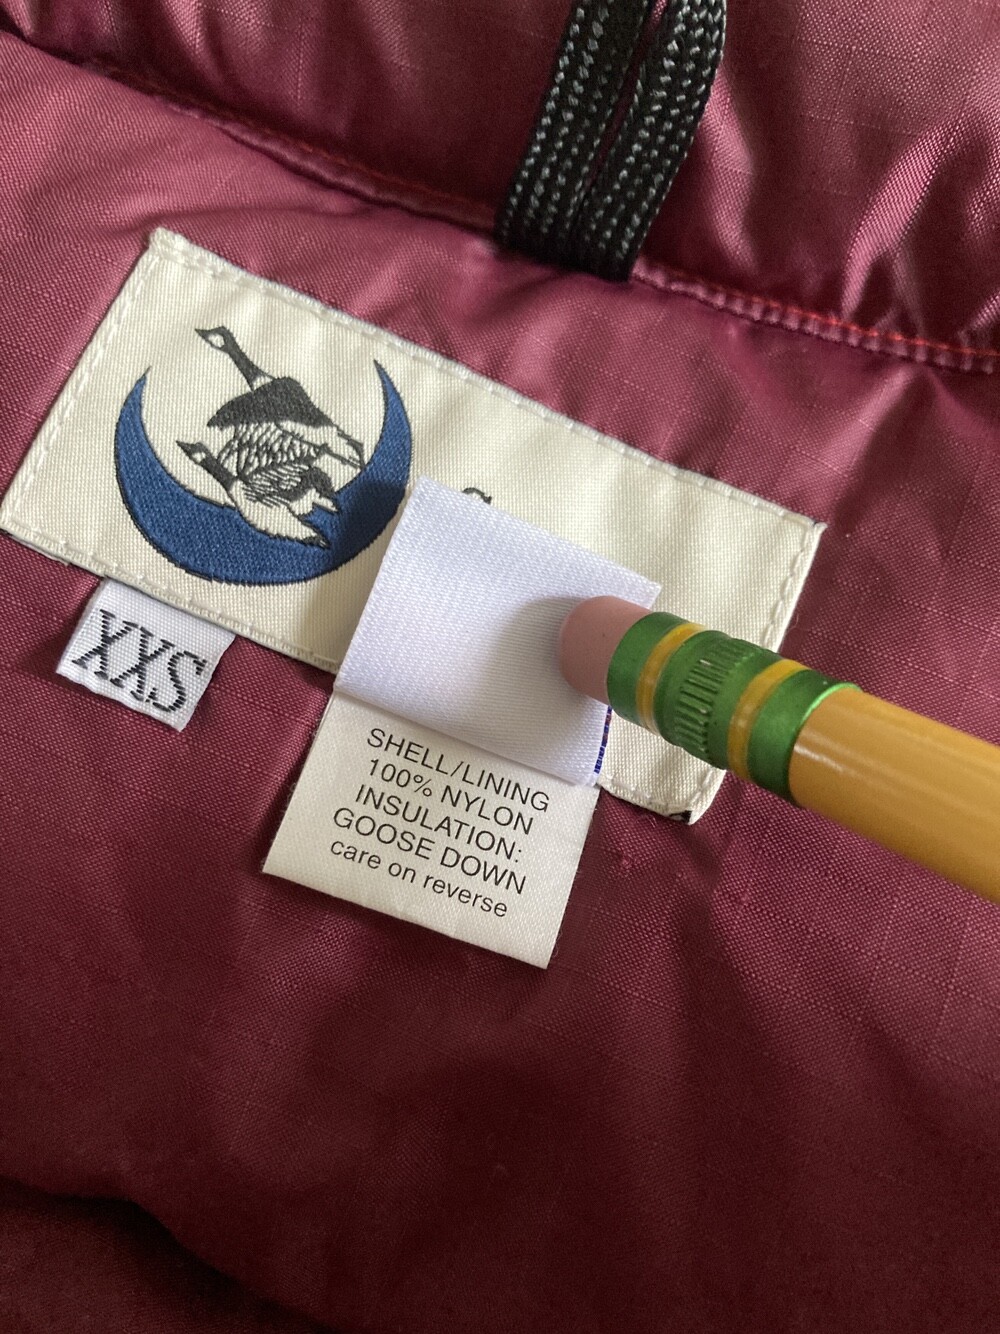 XXS
SHELL/LINING
100% NYLON
INSULATION:
GOOSE DOWN
care on reverse